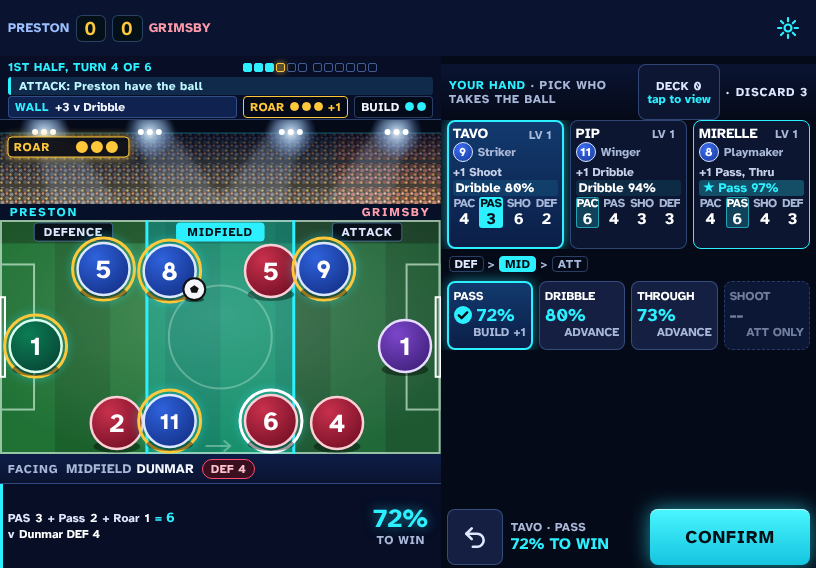 PRESTON 0 0 GRIMSBY
1ST HALF, TURN 4 OF 6
ATTACK: Preston have the ball
WALL +3 v Dribble
ROAR +1
BUILD
ROAR
PRESTON GRIMSBY
DEFENCE MIDFIELD ATTACK
5 8 5 9
1 1
2 11 6 4
FACING MIDFIELD DUNMAR DEF 4
PAS 3 + Pass 2 + Roar 1 = 6
v Dunmar DEF 4
72%
TO WIN
YOUR HAND · PICK WHO
TAKES THE BALL
DECK 0
tap to view
· DISCARD 3
TAVO LV 1
9 Striker
+1 Shoot
Dribble 80%
PAC PAS SHO DEF
4 3 6 2
PIP LV 1
11 Winger
+1 Dribble
Dribble 94%
PAC PAS SHO DEF
6 4 3 3
MIRELLE LV 1
8 Playmaker
+1 Pass, Thru
★ Pass 97%
PAC PAS SHO DEF
4 6 4 3
DEF > MID > ATT
PASS
72%
BUILD +1
DRIBBLE
80%
ADVANCE
THROUGH
73%
ADVANCE
SHOOT
--
ATT ONLY
TAVO · PASS
72% TO WIN
CONFIRM